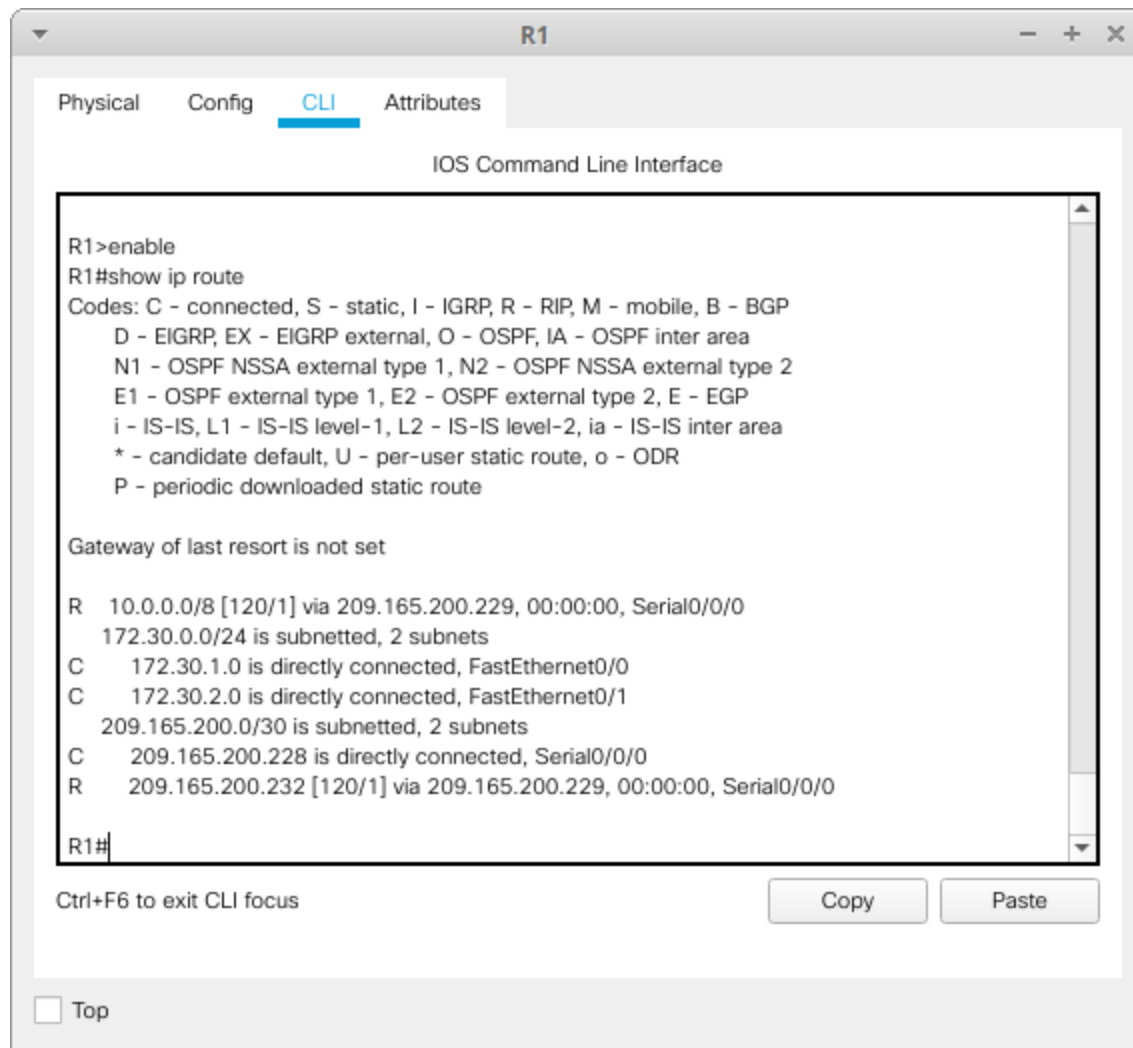 R1
Physical Config CLI Attributes
IOS Command Line Interface
R1>enable
R1#show ip route
Codes: C - connected, S - static, I - IGRP, R - RIP, M - mobile, B - BGP
D - EIGRP, EX - EIGRP external, O - OSPF, IA - OSPF inter area
N1 - OSPF NSSA external type 1, N2 - OSPF NSSA external type 2
E1 - OSPF external type 1, E2 - OSPF external type 2, E - EGP
i - IS-IS, L1 - IS-IS level-1, L2 - IS-IS level-2, ia - IS-IS inter area
* - candidate default, U - per-user static route, o - ODR
P - periodic downloaded static route
Gateway of last resort is not set
R 10.0.0.0/8 [120/1] via 209.165.200.229, 00:00:00, Serial0/0/0
172.30.0.0/24 is subnetted, 2 subnets
C 172.30.1.0 is directly connected, FastEthernet0/0
C 172.30.2.0 is directly connected, FastEthernet0/1
209.165.200.0/30 is subnetted, 2 subnets
C 209.165.200.228 is directly connected, Serial0/0/0
R 209.165.200.232 [120/1] via 209.165.200.229, 00:00:00, Serial0/0/0
R1#
Ctrl+F6 to exit CLI focus Copy Paste
Top